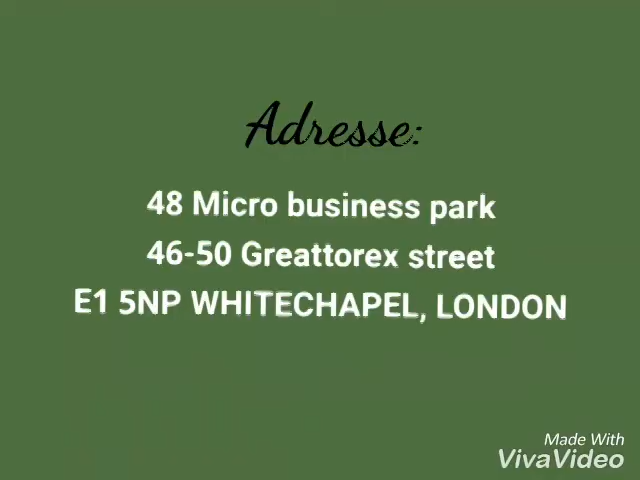 Adresse:
48 Micro business park
46-50 Greattorex street
E1 5NP WHITECHAPEL, LONDON
Made With
VivaVideo